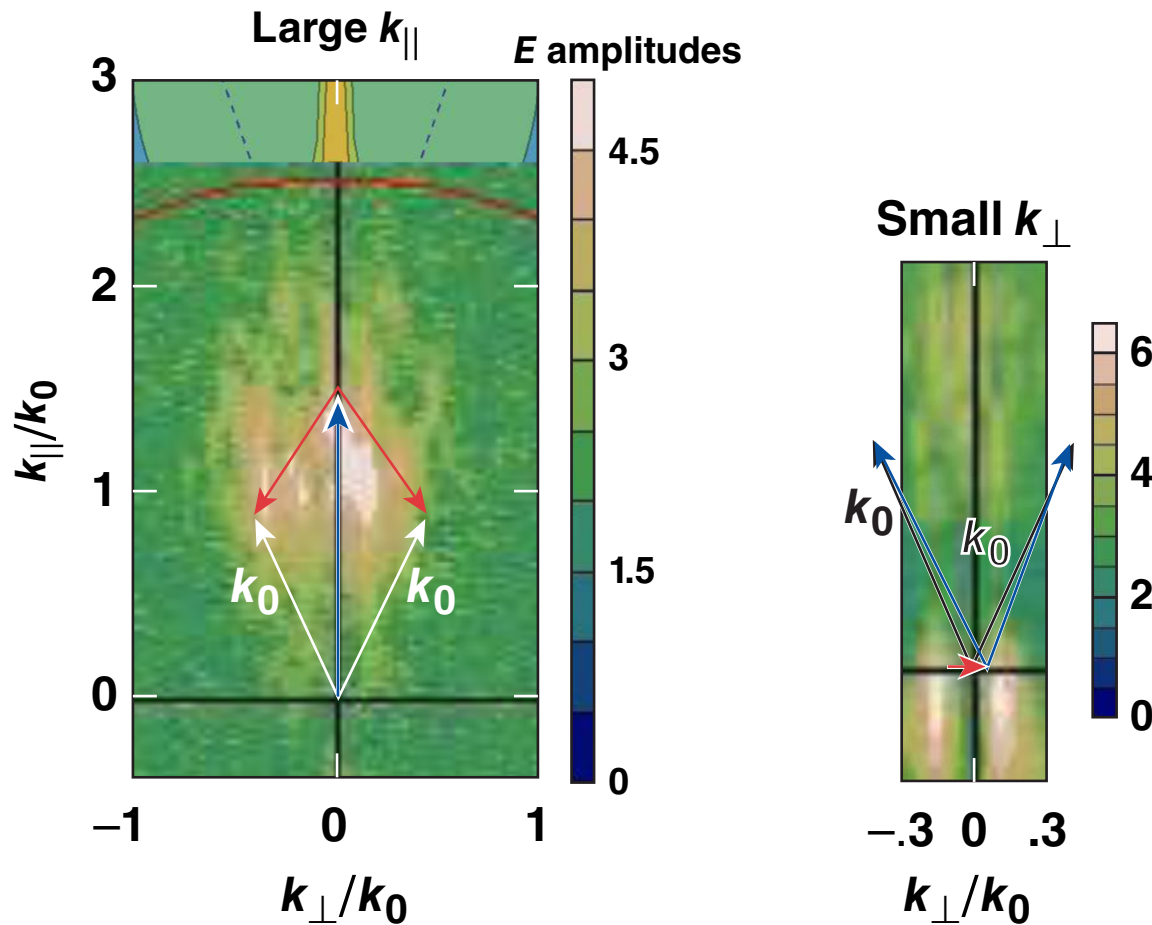 Large k||
E amplitudes
3
2
1
0
k||/k0
k0
k0
–1
0
1
k⊥/k0
4.5
3
1.5
0
Small k⊥
k0
k0
6
4
2
0
–.3
0
.3
k⊥/k0